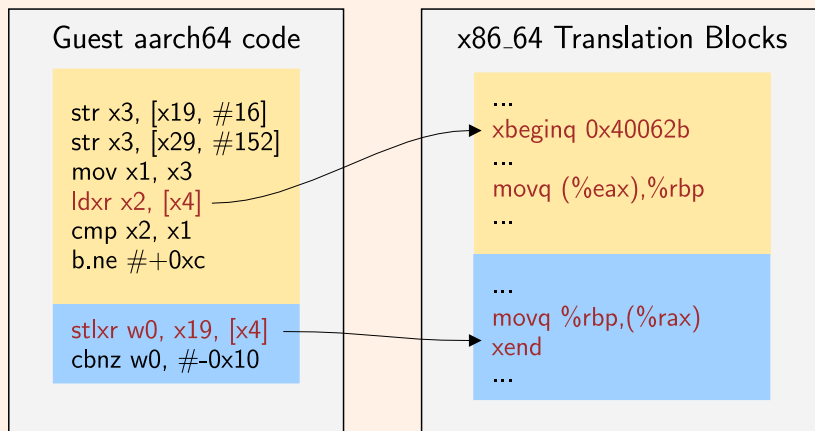 Guest aarch64 code
str x3, [x19, #16]
str x3, [x29, #152]
mov x1, x3
ldxr x2, [x4]
cmp x2, x1
b.ne #+0xc
stlxr w0, x19, [x4]
cbnz w0, #-0x10
x86_64 Translation Blocks
...
xbeginq 0x40062b
...
movq (%eax),%rbp
...
...
movq %rbp,(%rax)
xend
...